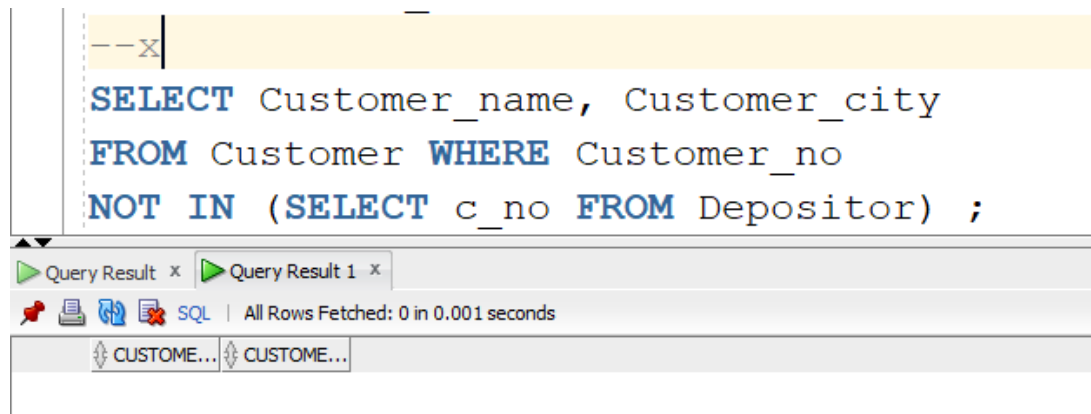 --x
SELECT Customer_name, Customer_city
FROM Customer WHERE Customer_no
NOT IN (SELECT c_no FROM Depositor) ;
Query Result x Query Result 1 x
SQL | All Rows Fetched: 0 in 0.001 seconds
CUSTOME... CUSTOME...